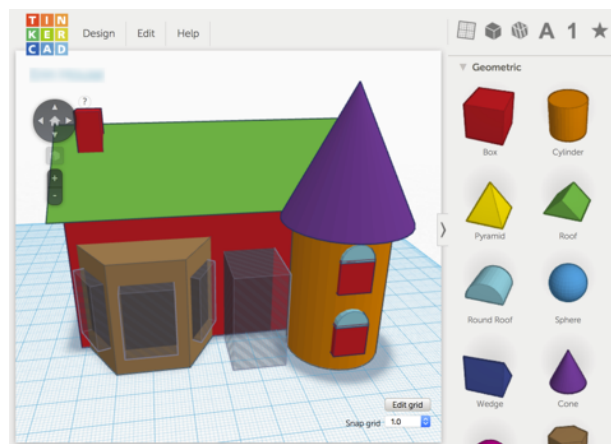 TIN
KER
CAD
Design Edit Help
A 1
?
Geometric
Box Cylinder
Pyramid Roof
Round Roof Sphere
Wedge Cone
Edit grid
Snap grid 1.0